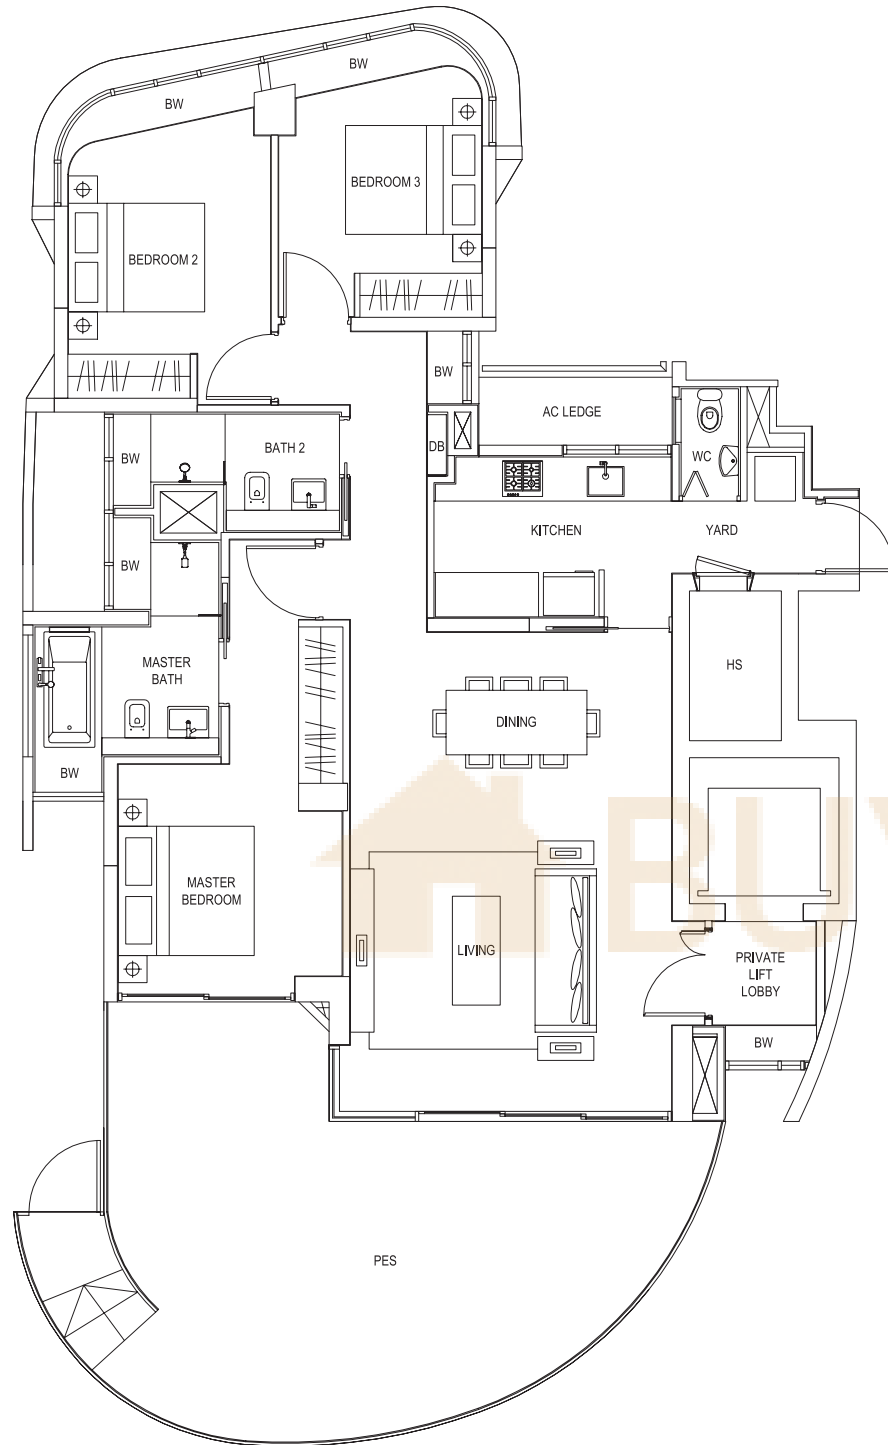 BW
BW
BEDROOM 3
BEDROOM 2
BW
AC LEDGE
DB
BATH 2
BW
WC
KITCHEN
YARD
BW
MASTER
BATH
HS
DINING
BW
MASTER
BEDROOM
LIVING
PRIVATE
LIFT
LOBBY
BW
PES